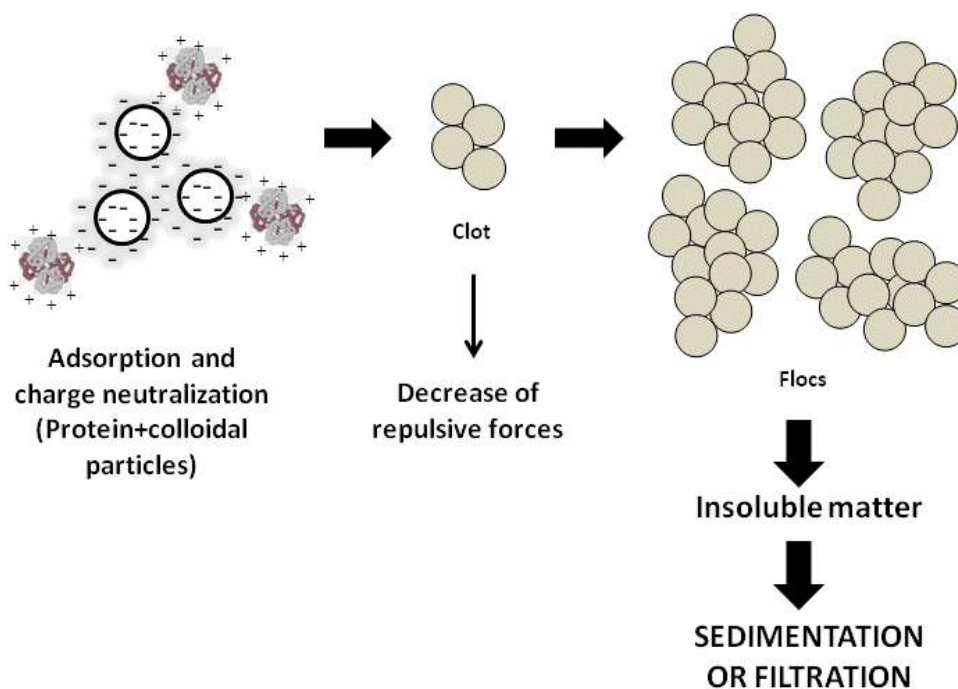 Adsorption and
charge neutralization
(Protein+colloidal
particles)
Clot
Decrease of
repulsive forces
Flocs
Insoluble matter
SEDIMENTATION
OR FILTRATION